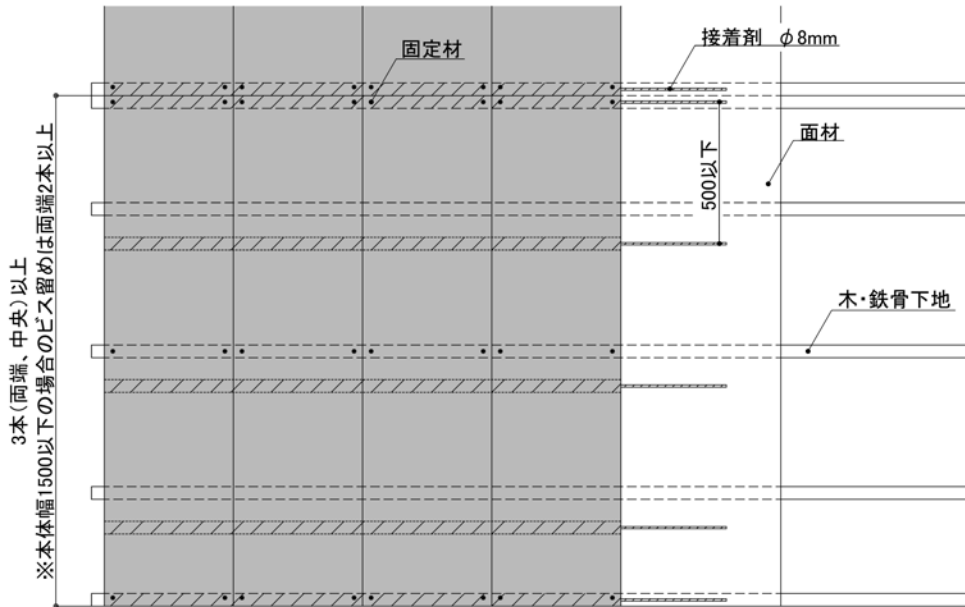 固定材
接着剤　φ8mm
面材
500以下
木・鉄骨下地
3本(両端、中央)以上
※本体幅1500以下の場合のビス留めは両端2本以上